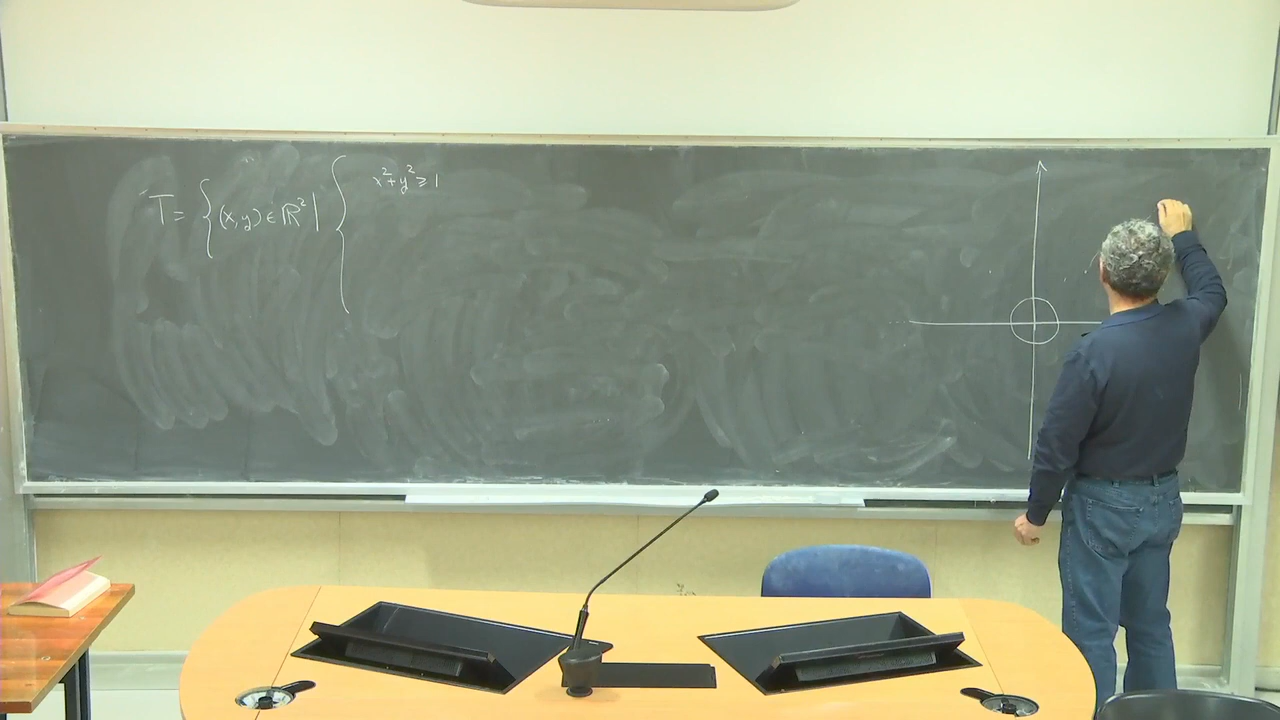 T = { (x,y) ∈ ℝ² | { x²+y² ≥ 1